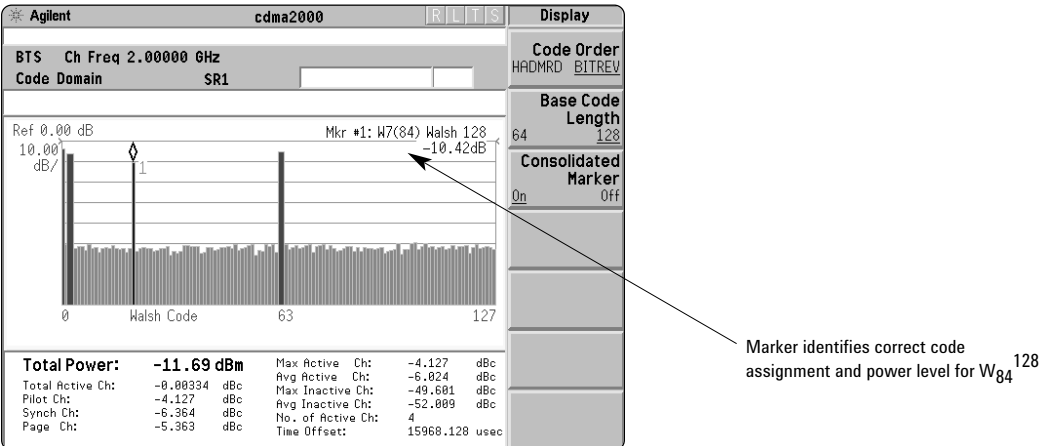 Agilent cdma2000 R L T S Display
BTS Ch Freq 2.00000 GHz
Code Domain SR1
Code Order
HADMRD BITREV
Base Code
Length
64 128
Consolidated
Marker
On Off
Ref 0.00 dB Mkr #1: W7(84) Walsh 128
10.00 -10.42dB
dB/
1
0 Walsh Code 63 127
Total Power: -11.69 dBm
Total Active Ch: -0.00334 dBc
Pilot Ch: -4.127 dBc
Synch Ch: -6.364 dBc
Page Ch: -5.363 dBc
Max Active Ch: -4.127 dBc
Avg Active Ch: -6.024 dBc
Max Inactive Ch: -49.601 dBc
Avg Inactive Ch: -52.009 dBc
No. of Active Ch: 4
Time Offset: 15968.128 usec
Marker identifies correct code
assignment and power level for W84^128